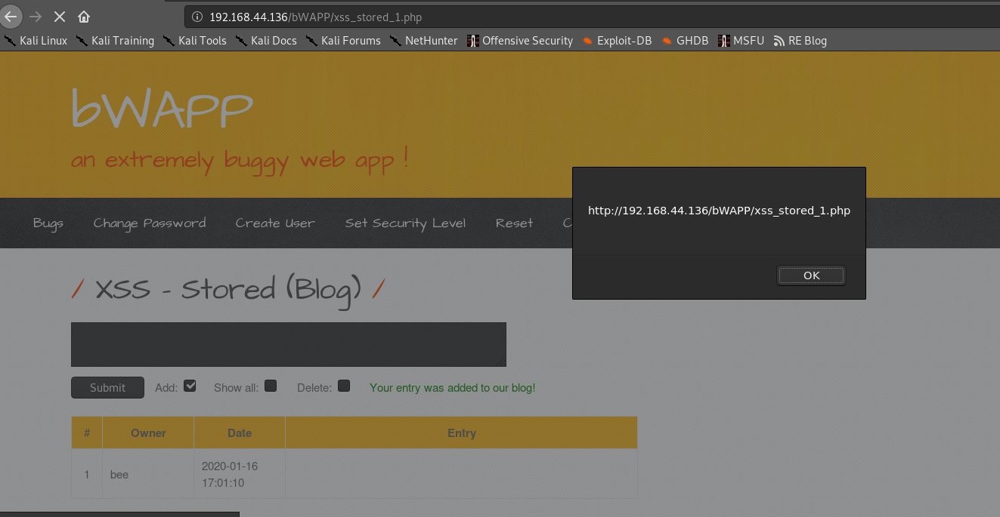 192.168.44.136/bWAPP/xss_stored_1.php
Kali Linux Kali Training Kali Tools Kali Docs Kali Forums NetHunter Offensive Security Exploit-DB GHDB MSFU RE Blog
bWAPP
an extremely buggy web app !
http://192.168.44.136/bWAPP/xss_stored_1.php
OK
Bugs Change Password Create User Set Security Level Reset C
/ XSS - Stored (Blog) /
Submit Add: Show all: Delete: Your entry was added to our blog!
# Owner Date Entry
1 bee 2020-01-16
17:01:10